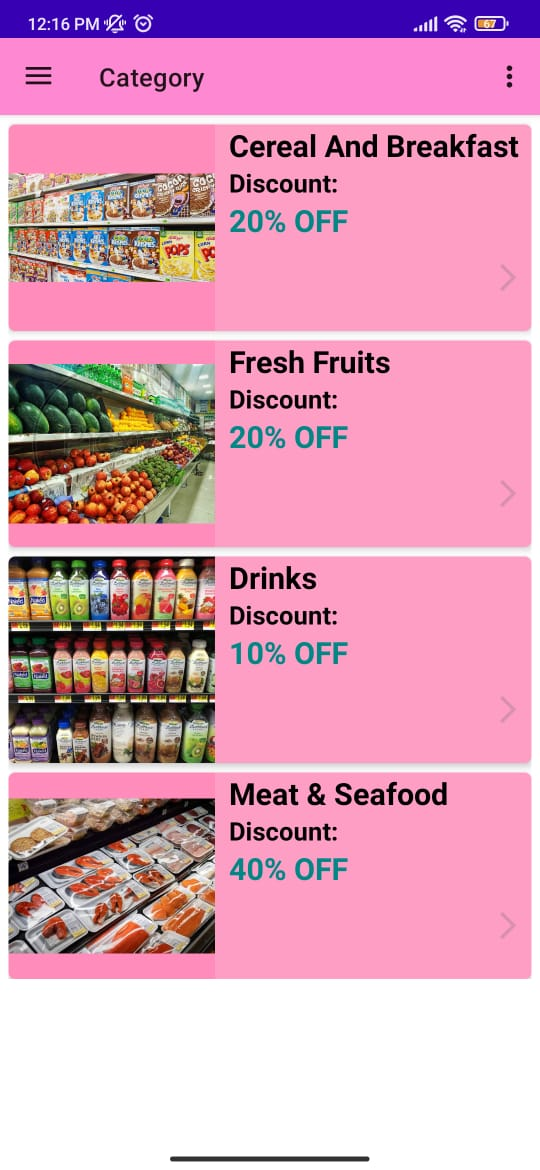 12:16 PM
67
Category
Cereal And Breakfast
Discount:
20% OFF
Fresh Fruits
Discount:
20% OFF
Drinks
Discount:
10% OFF
Meat & Seafood
Discount:
40% OFF